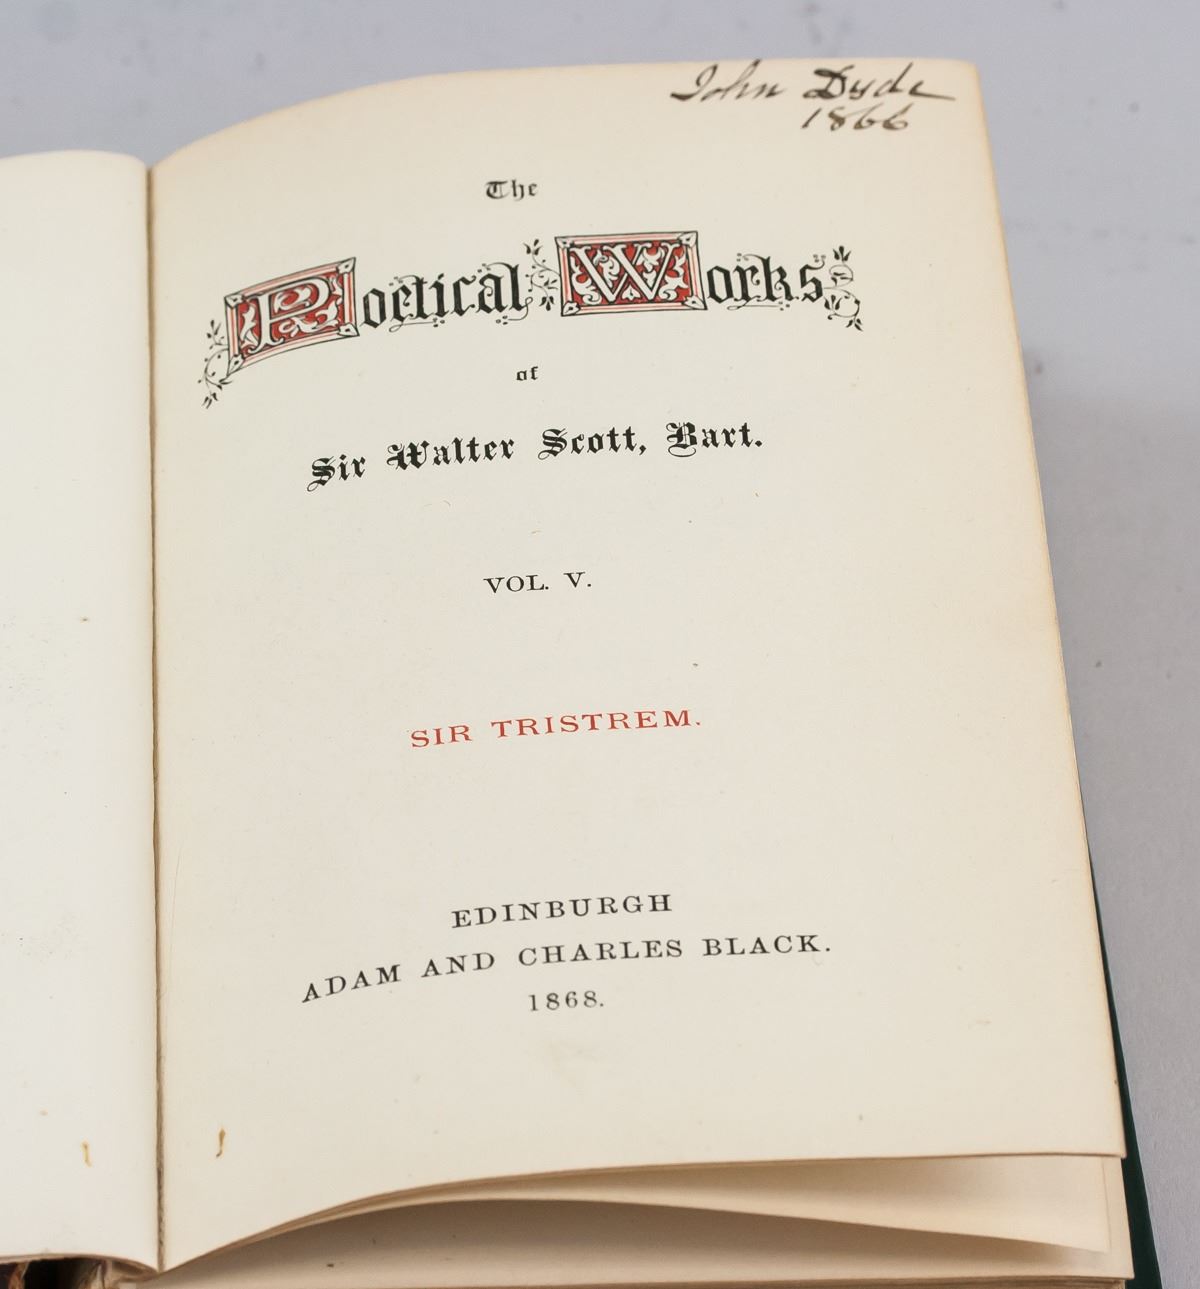 John Dyde
1866
The
Poetical Works
of
Sir Walter Scott, Bart.
VOL. V.
SIR TRISTREM.
EDINBURGH
ADAM AND CHARLES BLACK.
1868.